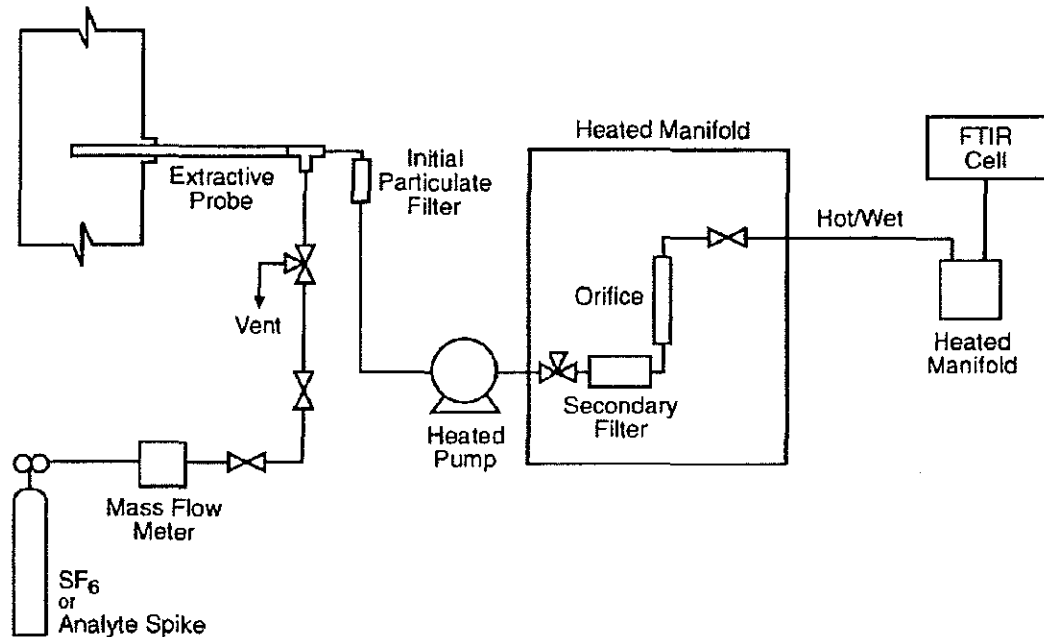 Extractive
Probe
Initial
Particulate
Filter
Vent
Heated
Pump
Mass Flow
Meter
SF₆
or
Analyte Spike
Heated Manifold
Orifice
Secondary
Filter
Hot/Wet
FTIR
Cell
Heated
Manifold